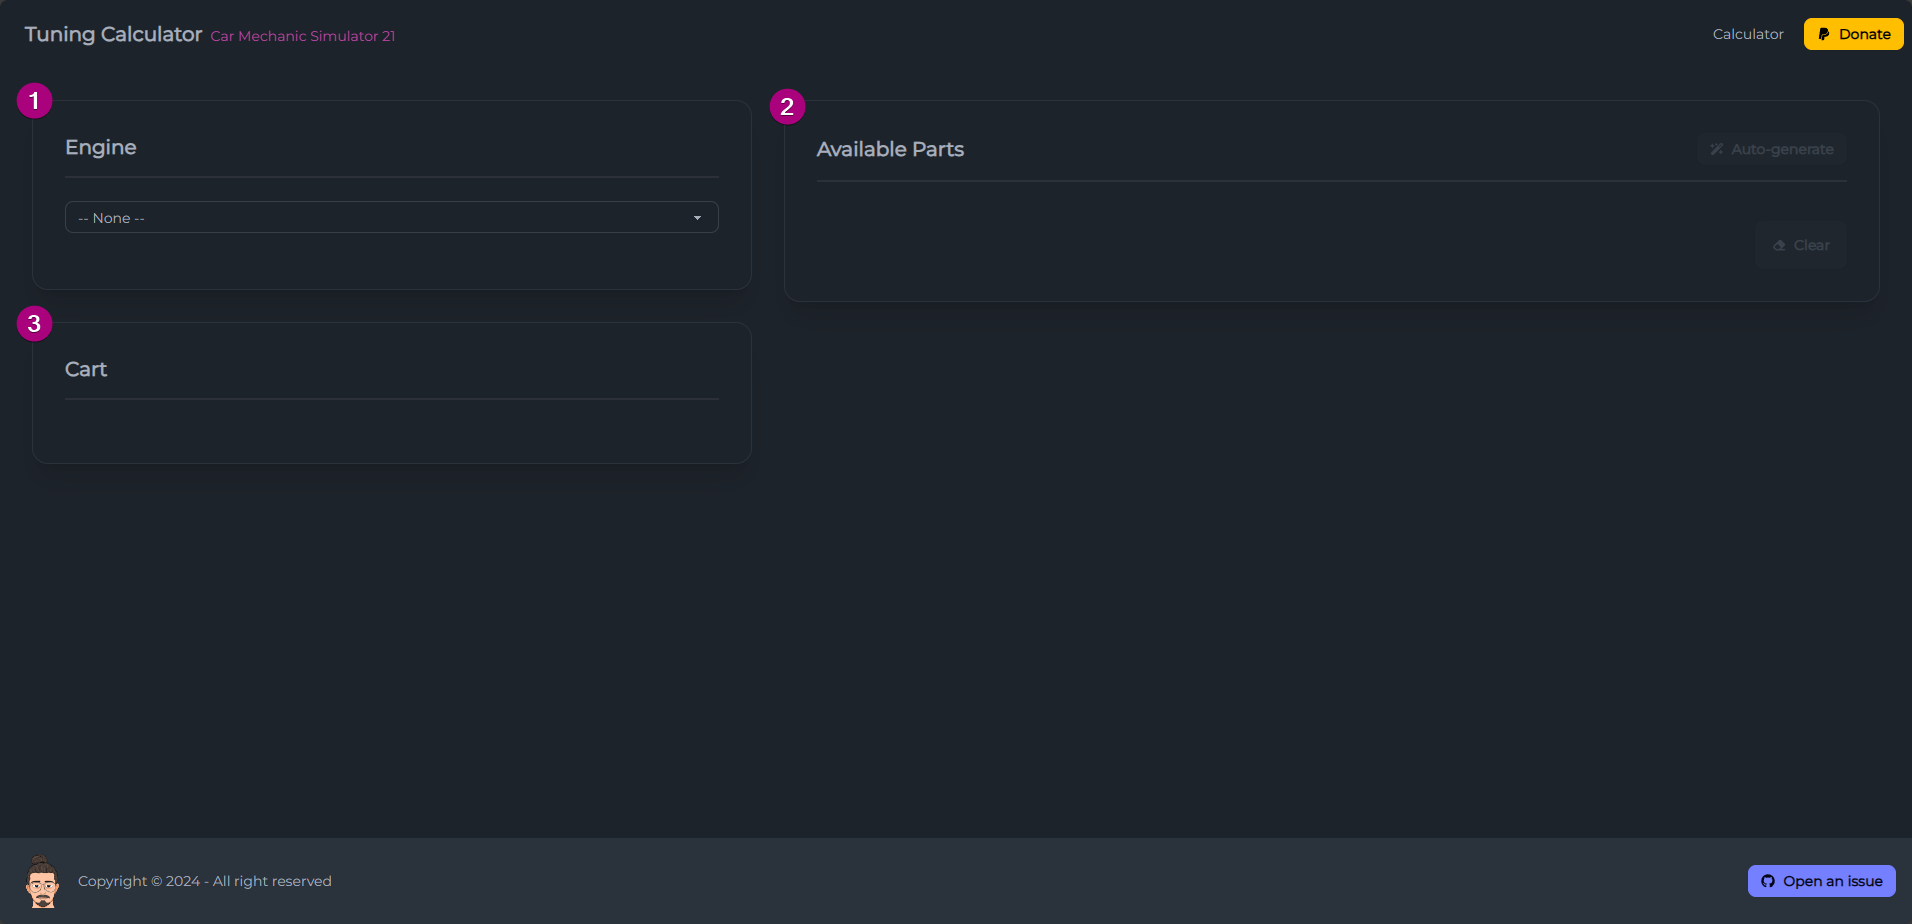 Tuning Calculator Car Mechanic Simulator 21
Calculator
Donate
1
Engine
-- None --
2
Available Parts
Auto-generate
Clear
3
Cart
Copyright © 2024 - All right reserved
Open an issue